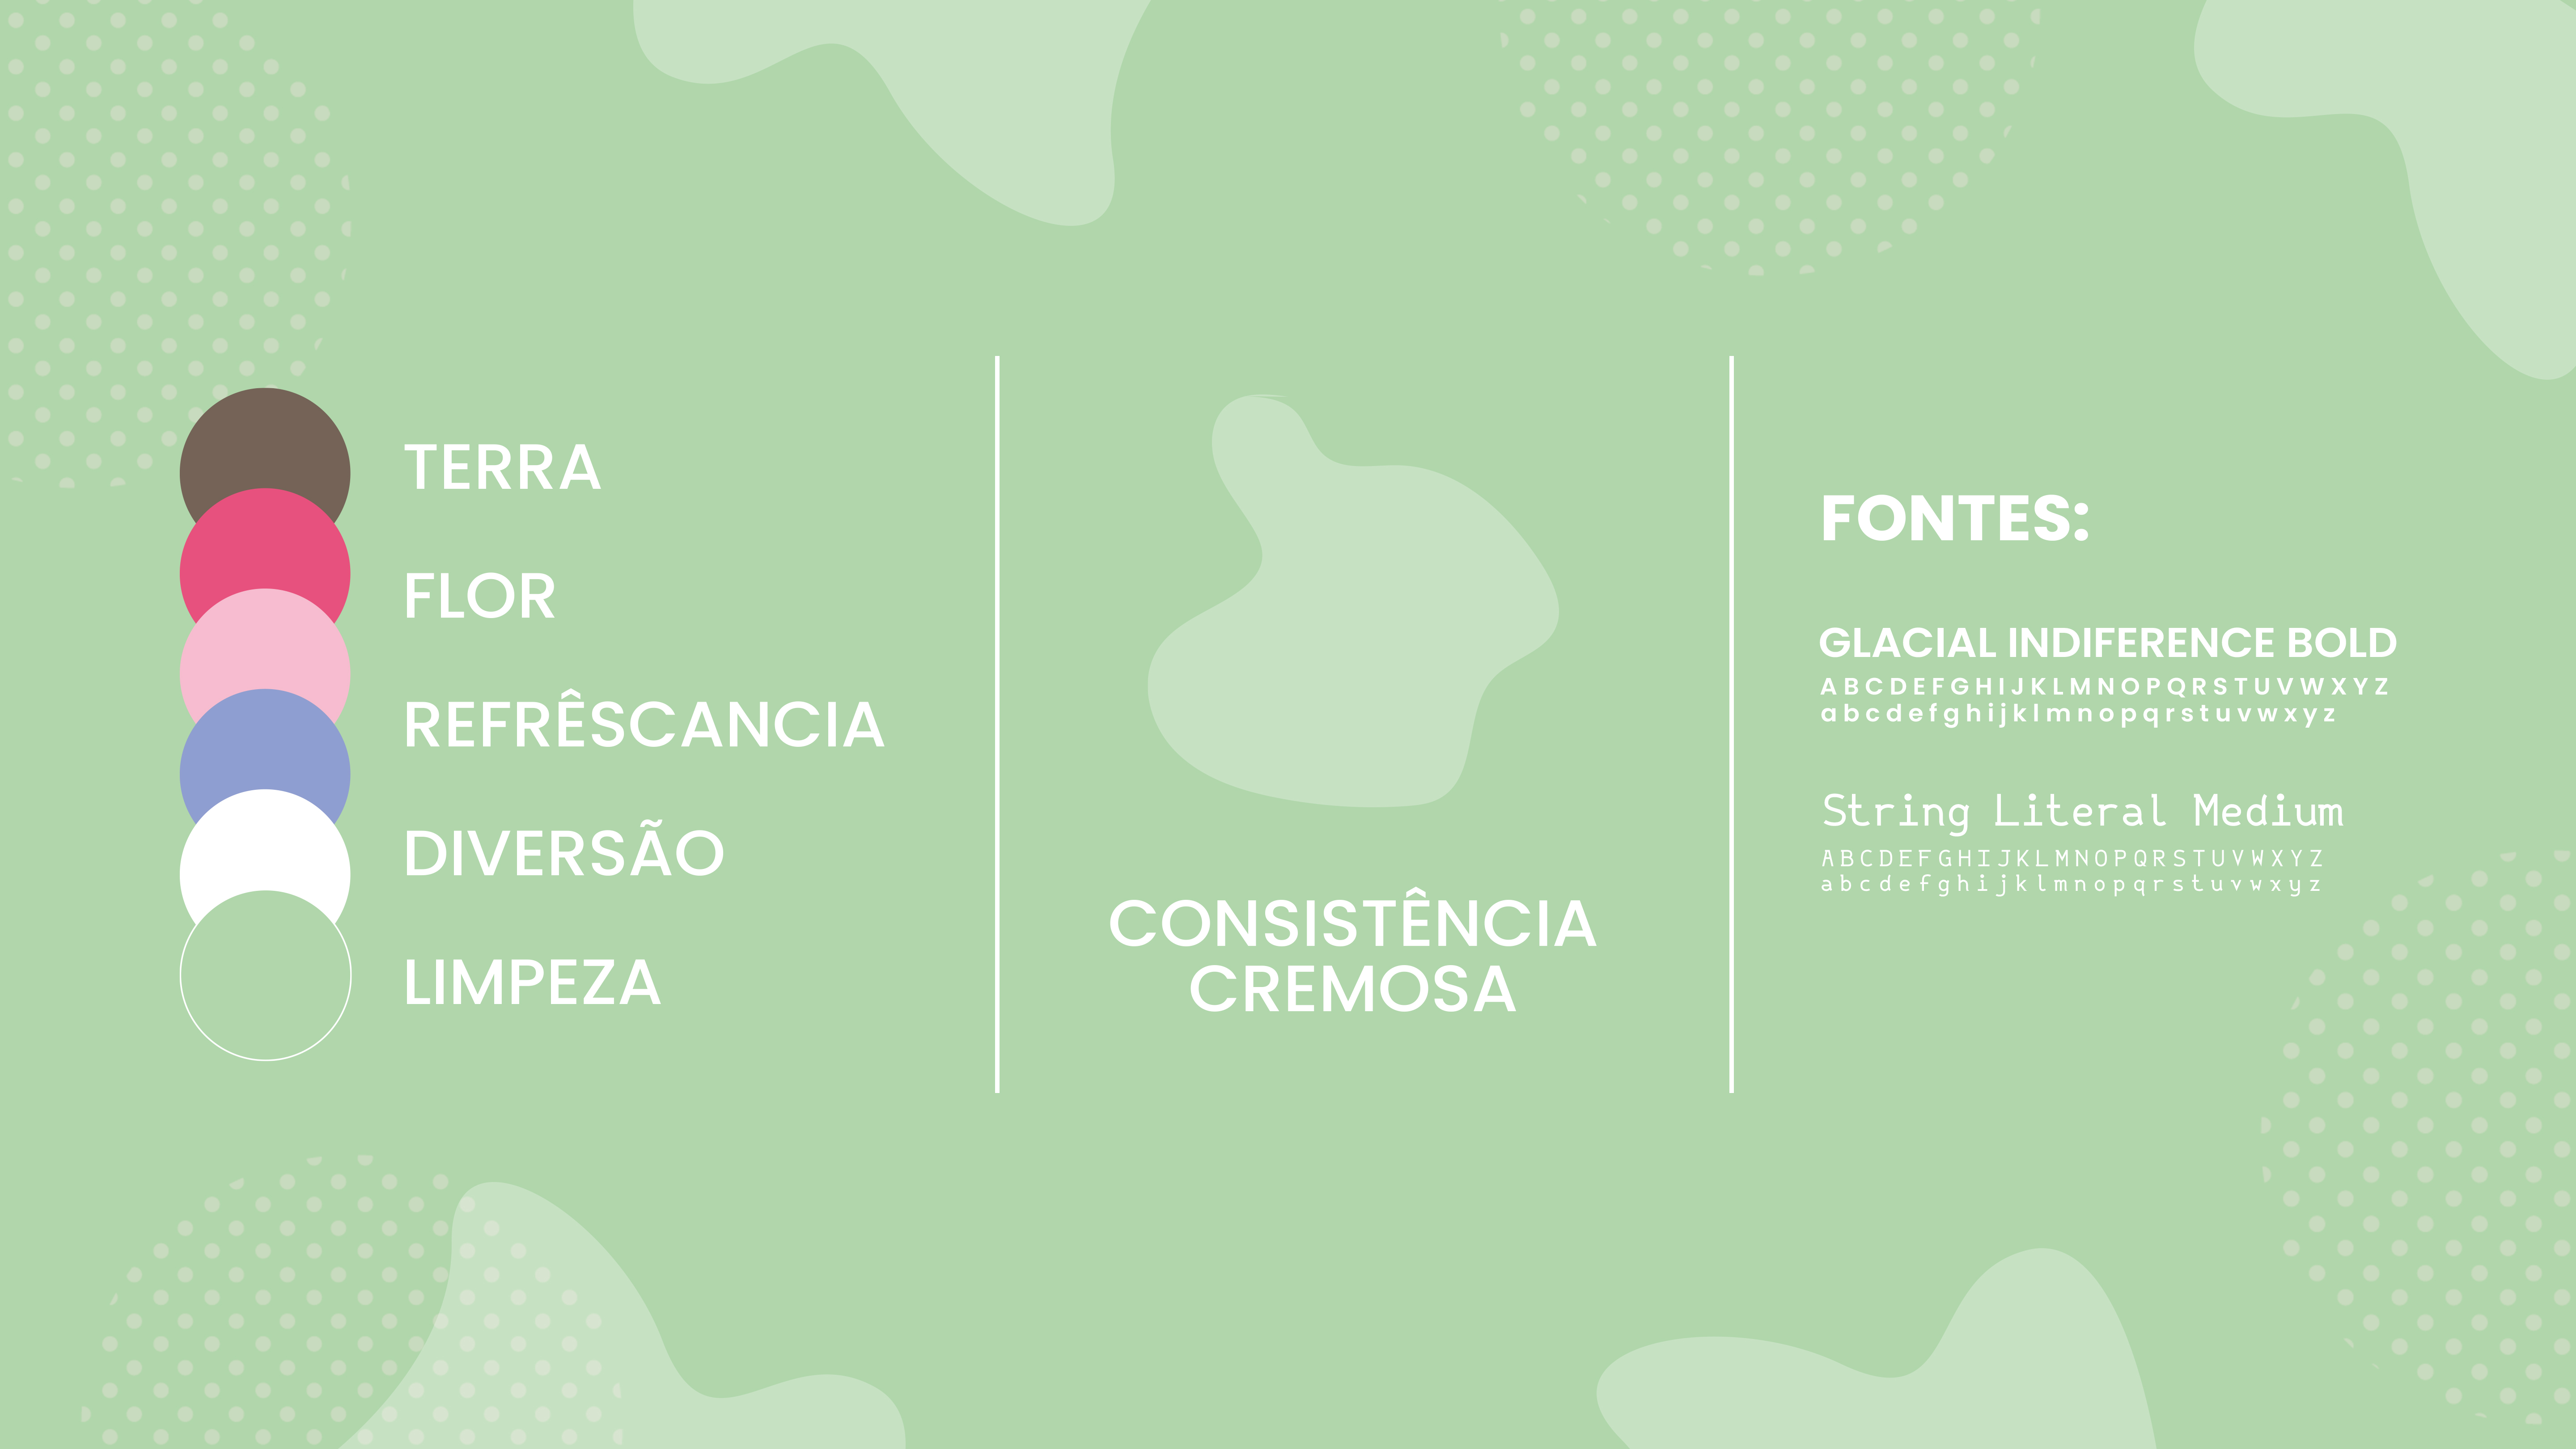 TERRA
FLOR
REFRÊSCANCIA
DIVERSÃO
LIMPEZA
CONSISTÊNCIA
CREMOSA
FONTES:
GLACIAL INDIFERENCE BOLD
A B C D E F G H I J K L M N O P Q R S T U V W X Y Z
a b c d e f g h i j k l m n o p q r s t u v w x y z
String Literal Medium
A B C D E F G H I J K L M N O P Q R S T U V W X Y Z
a b c d e f g h i j k l m n o p q r s t u v w x y z